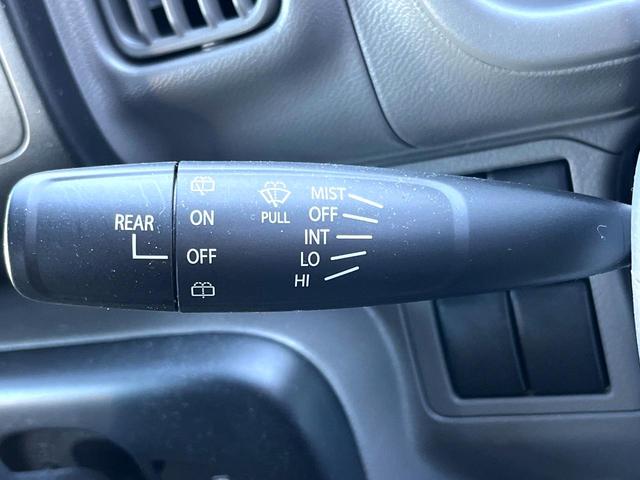 REAR
ON
OFF
PULL
MIST
OFF
INT
LO
HI